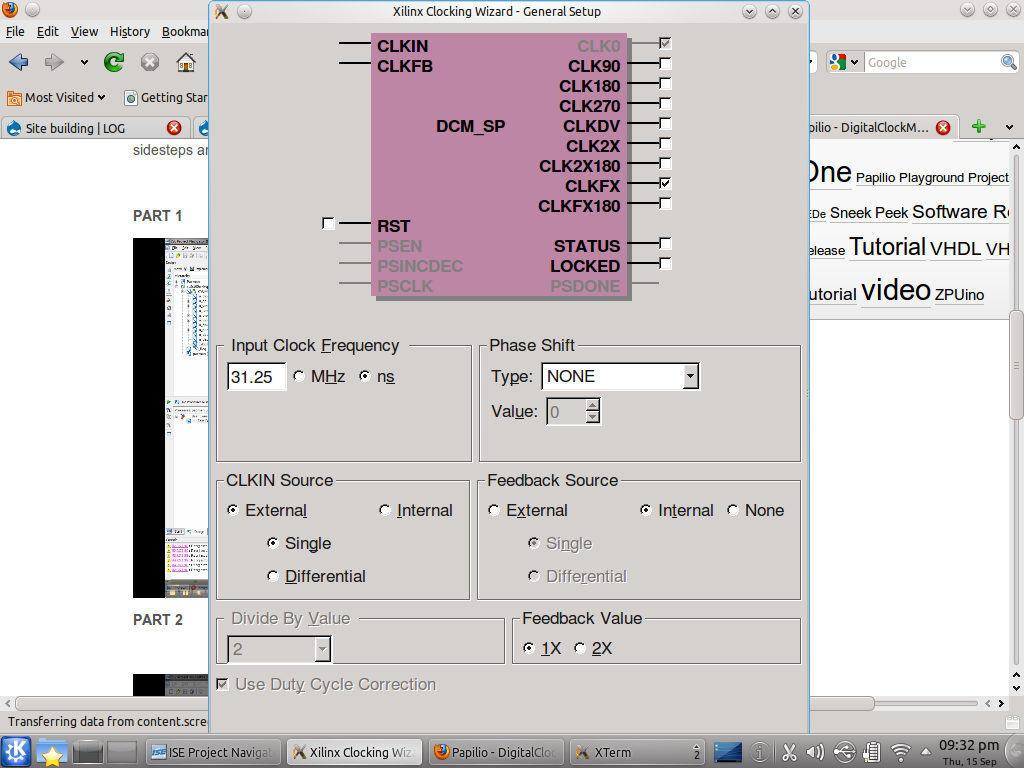 Xilinx Clocking Wizard - General Setup
File Edit View History Bookmar
Google
Most Visited Getting Star
Site building | LOG
pilio - DigitalClockM...
sidesteps an
PART 1
PART 2
One Papilio Playground Project
EDe Sneek Peek Software Re
elease Tutorial VHDL VH
utorial video ZPUino
CLKIN CLK0
CLKFB CLK90
CLK180
CLK270
DCM_SP CLKDV
CLK2X
CLK2X180
CLKFX
CLKFX180
RST
PSEN STATUS
PSINCDEC LOCKED
PSCLK PSDONE
Input Clock Frequency
31.25 MHz ns
Phase Shift
Type: NONE
Value: 0
CLKIN Source
External Internal
Single
Differential
Feedback Source
External Internal None
Single
Differential
Divide By Value
2
Feedback Value
1X 2X
Use Duty Cycle Correction
Transferring data from content.scre
ISE Project Navigat
Xilinx Clocking Wiz
Papilio - DigitalCloc
XTerm 2
09:32 pm
Thu, 15 Sep